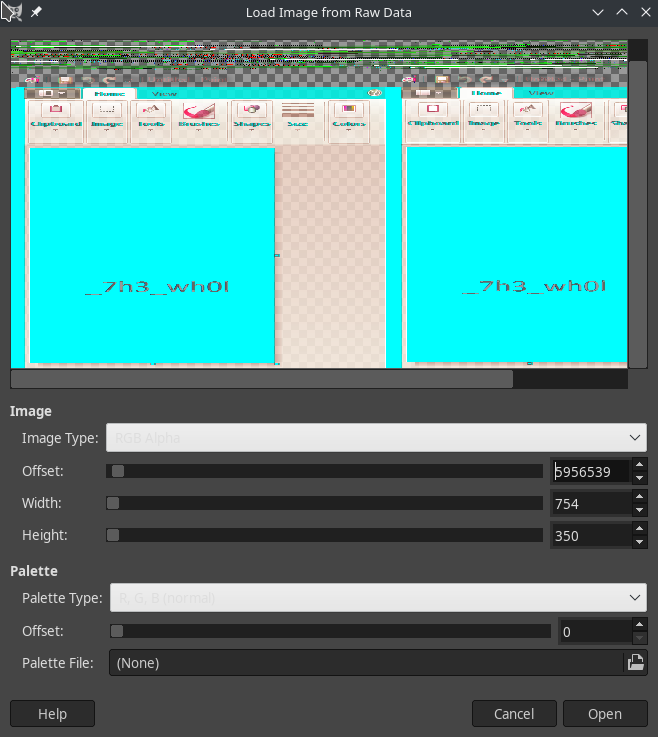 Load Image from Raw Data
Home View Home View
Clipboard Image Tools Brushes Shapes Size Colors Clipboard Image Tools Brushes Sha
_7h3_wh0l _7h3_wh0l
Image
Image Type: RGB Alpha
Offset: 5956539
Width: 754
Height: 350
Palette
Palette Type: R, G, B (normal)
Offset: 0
Palette File: (None)
Help Cancel Open